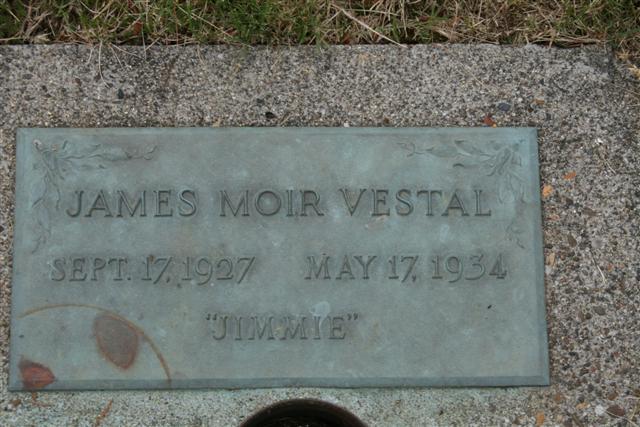 JAMES MOIR VESTAL
SEPT. 17, 1927 MAY 17, 1934
"JIMMIE"